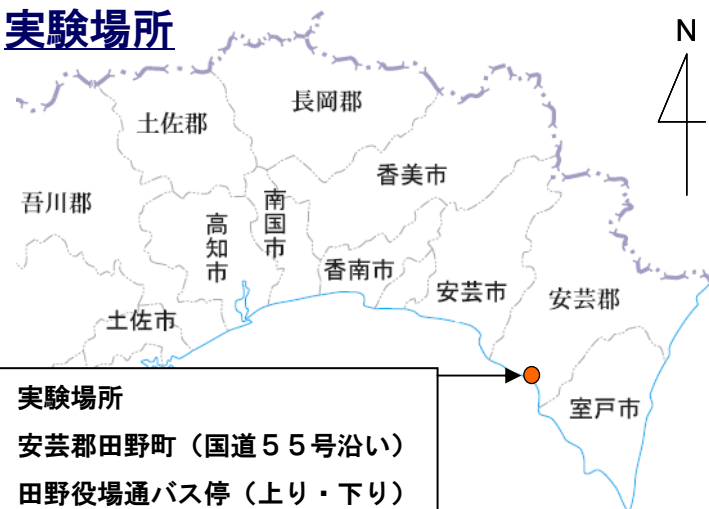 実験場所
N
長岡郡
土佐郡
香美市
吾川郡
南国市
高知市
香南市
安芸市
安芸郡
土佐市
室戸市
実験場所
安芸郡田野町（国道５５号沿い）
田野役場通バス停（上り・下り）